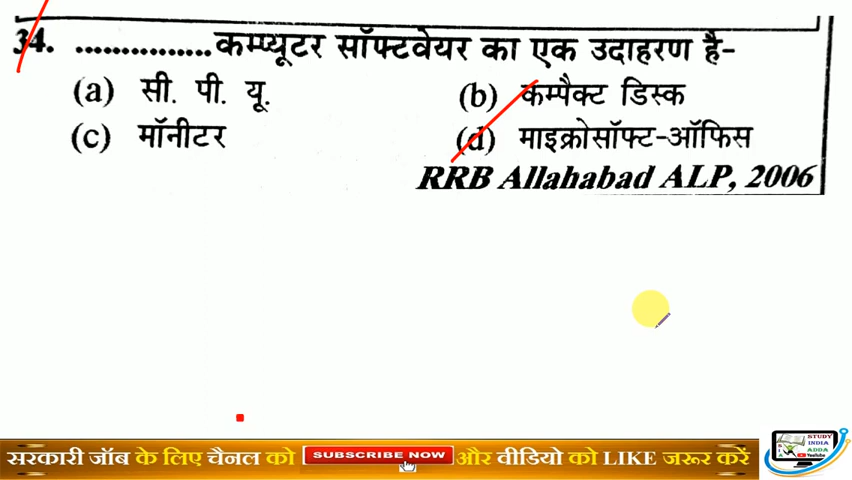 34. ............... कम्प्यूटर सॉफ्टवेयर का एक उदाहरण है-
(a) सी. पी. यू. (b) कम्पैक्ट डिस्क
(c) मॉनीटर (d) माइक्रोसॉफ्ट-ऑफिस
RRB Allahabad ALP, 2006
सरकारी जॉब के लिए चैनल को SUBSCRIBE NOW और वीडियो को LIKE जरूर करें
STUDY
INDIA
ADDA
YouTube